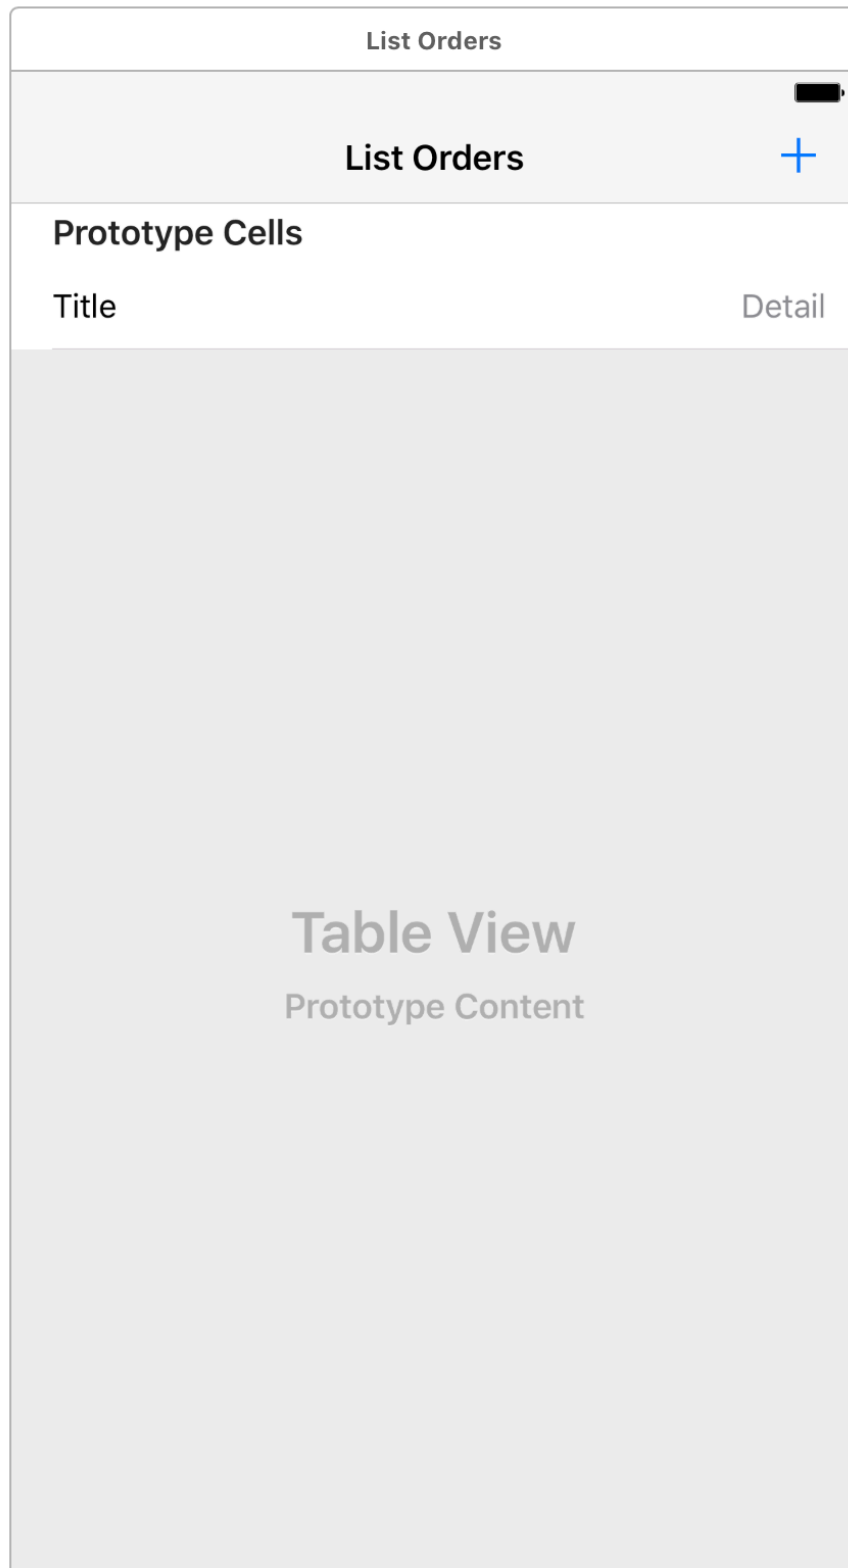 List Orders
List Orders
Prototype Cells
Title Detail
Table View
Prototype Content